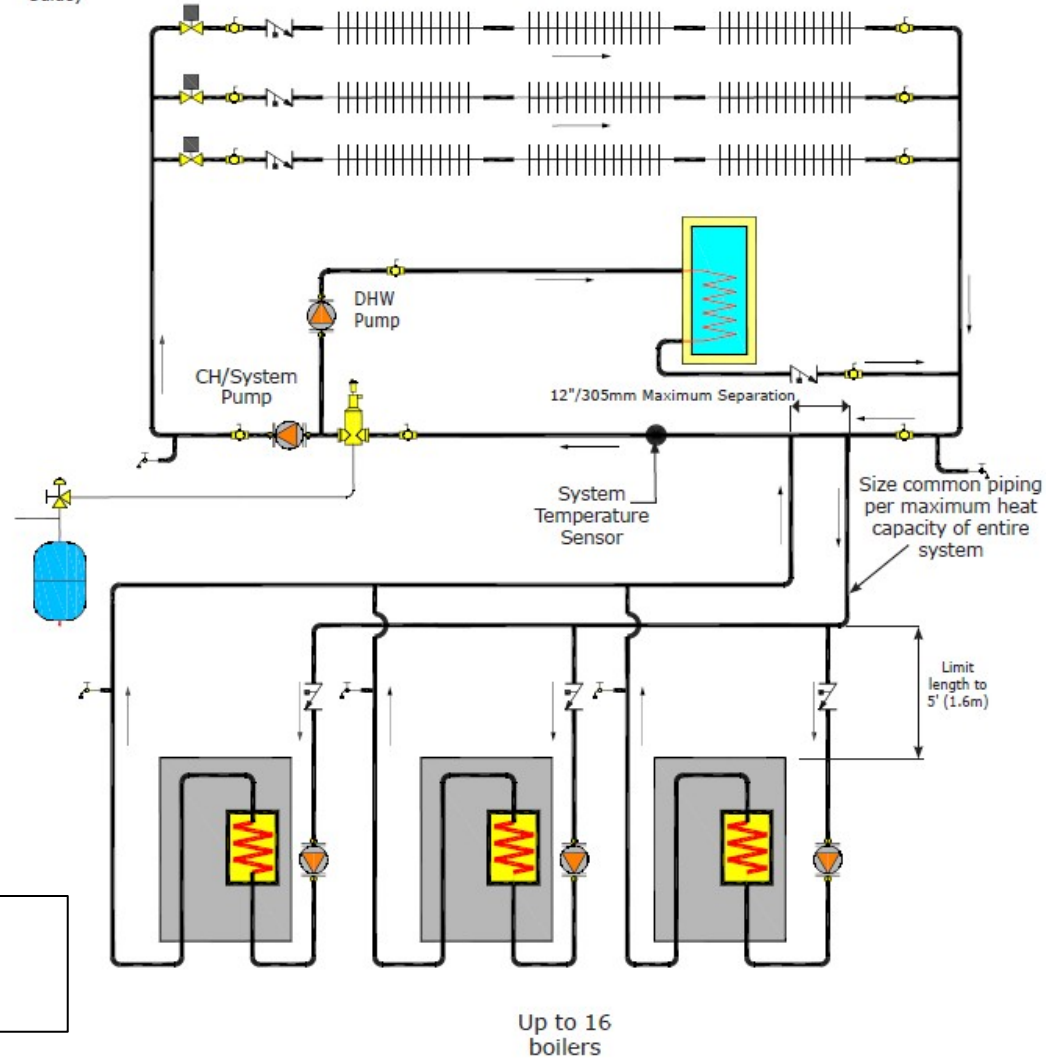 DHW
Pump
CH/System
Pump
12"/305mm Maximum Separation
System
Temperature
Sensor
Size common piping
per maximum heat
capacity of entire
system
Limit
length to
5' (1.6m)
Up to 16
boilers